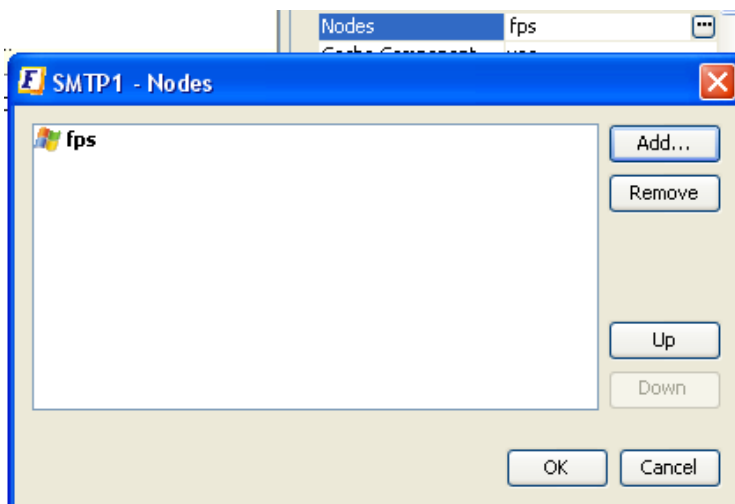 Nodes fps
SMTP1 - Nodes
fps
Add...
Remove
Up
Down
OK Cancel